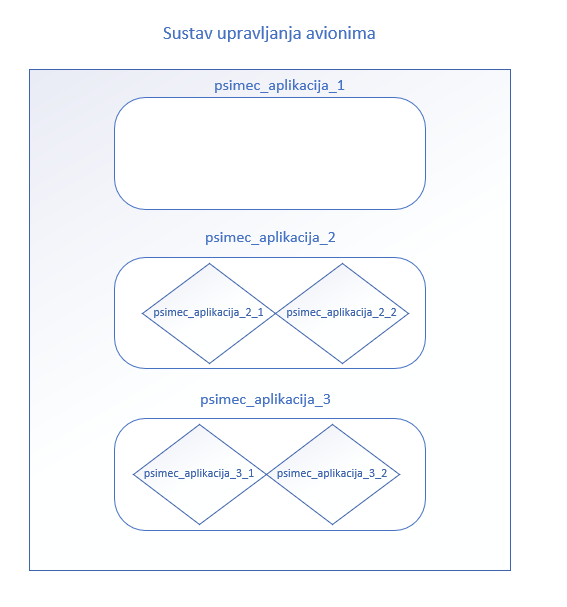 Sustav upravljanja avionima
psimec_aplikacija_1
psimec_aplikacija_2
psimec_aplikacija_2_1 psimec_aplikacija_2_2
psimec_aplikacija_3
psimec_aplikacija_3_1 psimec_aplikacija_3_2